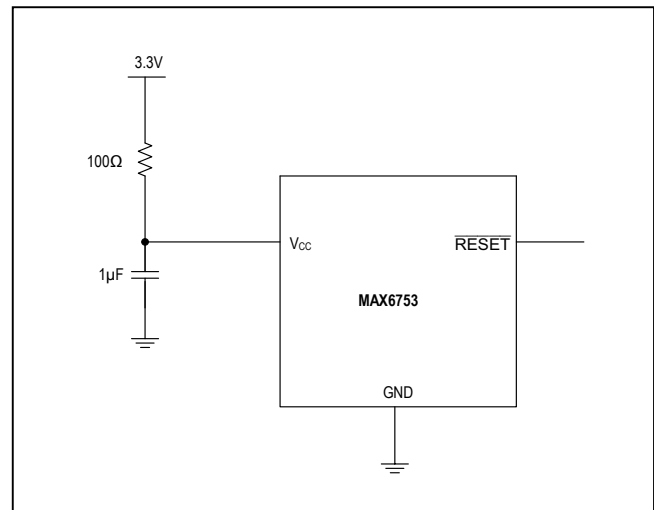 3.3V
100Ω
1µF
VCC
RESET
MAX6753
GND